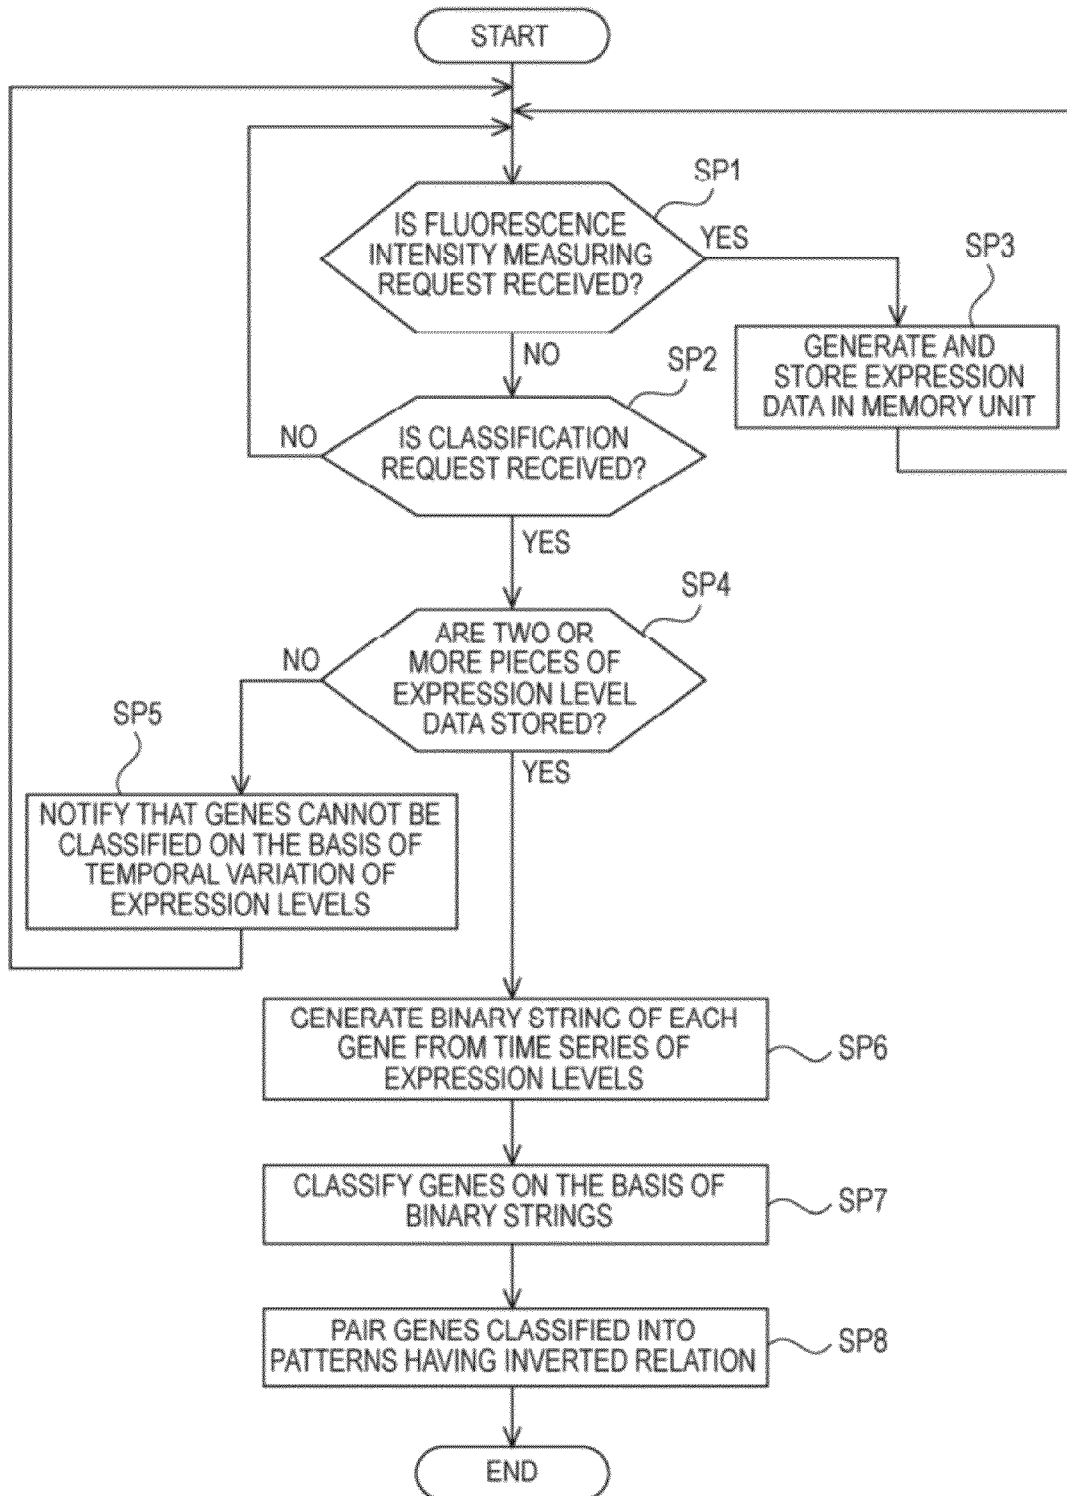 START
SP1
IS FLUORESCENCE
INTENSITY MEASURING
REQUEST RECEIVED?
YES
SP3
GENERATE AND
STORE EXPRESSION
DATA IN MEMORY UNIT
NO
SP2
NO
IS CLASSIFICATION
REQUEST RECEIVED?
YES
SP4
NO
ARE TWO OR
MORE PIECES OF
EXPRESSION LEVEL
DATA STORED?
SP5
YES
NOTIFY THAT GENES CANNOT BE
CLASSIFIED ON THE BASIS OF
TEMPORAL VARIATION OF
EXPRESSION LEVELS
GENERATE BINARY STRING OF EACH
GENE FROM TIME SERIES OF
EXPRESSION LEVELS
SP6
CLASSIFY GENES ON THE BASIS OF
BINARY STRINGS
SP7
PAIR GENES CLASSIFIED INTO
PATTERNS HAVING INVERTED RELATION
SP8
END